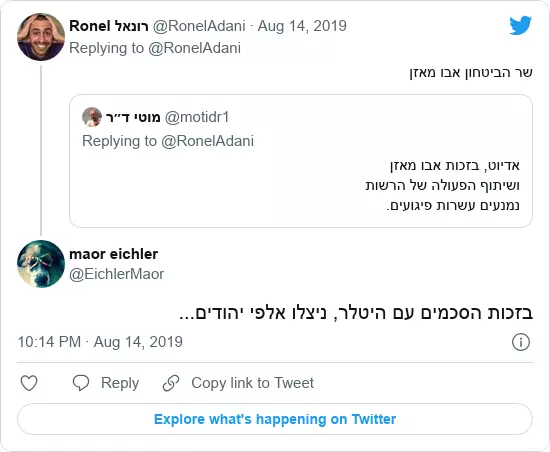 Ronel רונאל @RonelAdani · Aug 14, 2019
Replying to @RonelAdani
שר הביטחון אבו מאזן
מוטי ד״ר @motidr1
Replying to @RonelAdani
אדיוט, בזכות אבו מאזן
ושיתוף הפעולה של הרשות
נמנעים עשרות פיגועים.
maor eichler
@EichlerMaor
בזכות הסכמים עם היטלר, ניצלו אלפי יהודים...
10:14 PM · Aug 14, 2019
Reply
Copy link to Tweet
Explore what's happening on Twitter